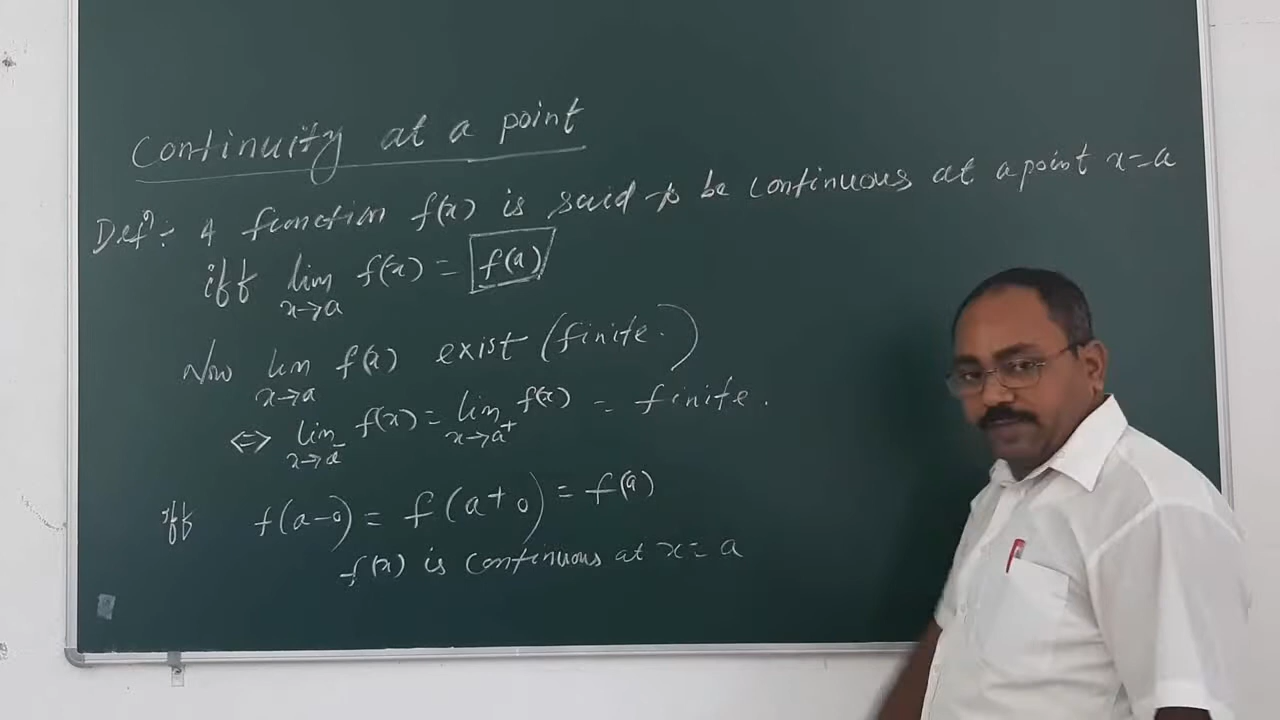 Continuity at a point
Defⁿ: A function f(x) is said to be continuous at a point x=a
iff lim f(x) = f(a)
x→a
Now lim f(x) exist (finite.)
x→a
⇔ lim f(x) = lim f(x) = finite.
x→a⁻ x→a⁺
iff f(a-0) = f(a+0) = f(a)
f(x) is continuous at x=a